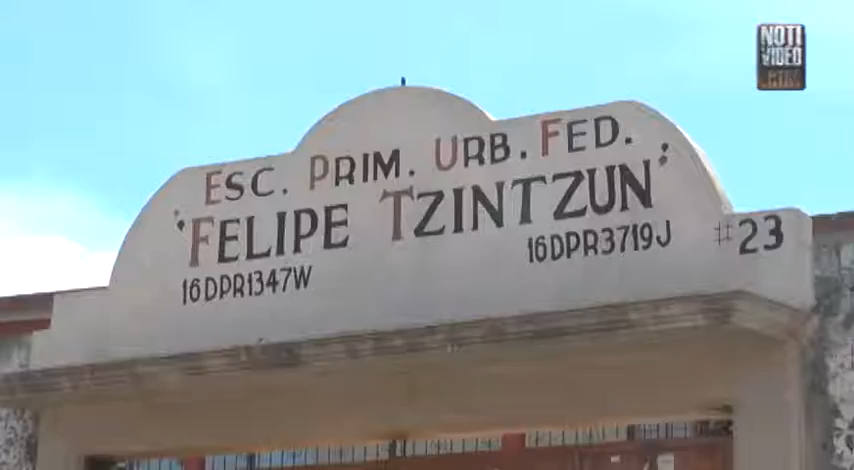 NOTI
VIDEO
ESC. PRIM. URB. FED.
"FELIPE TZINTZUN"
16DPR1347W 16DPR3719J #23